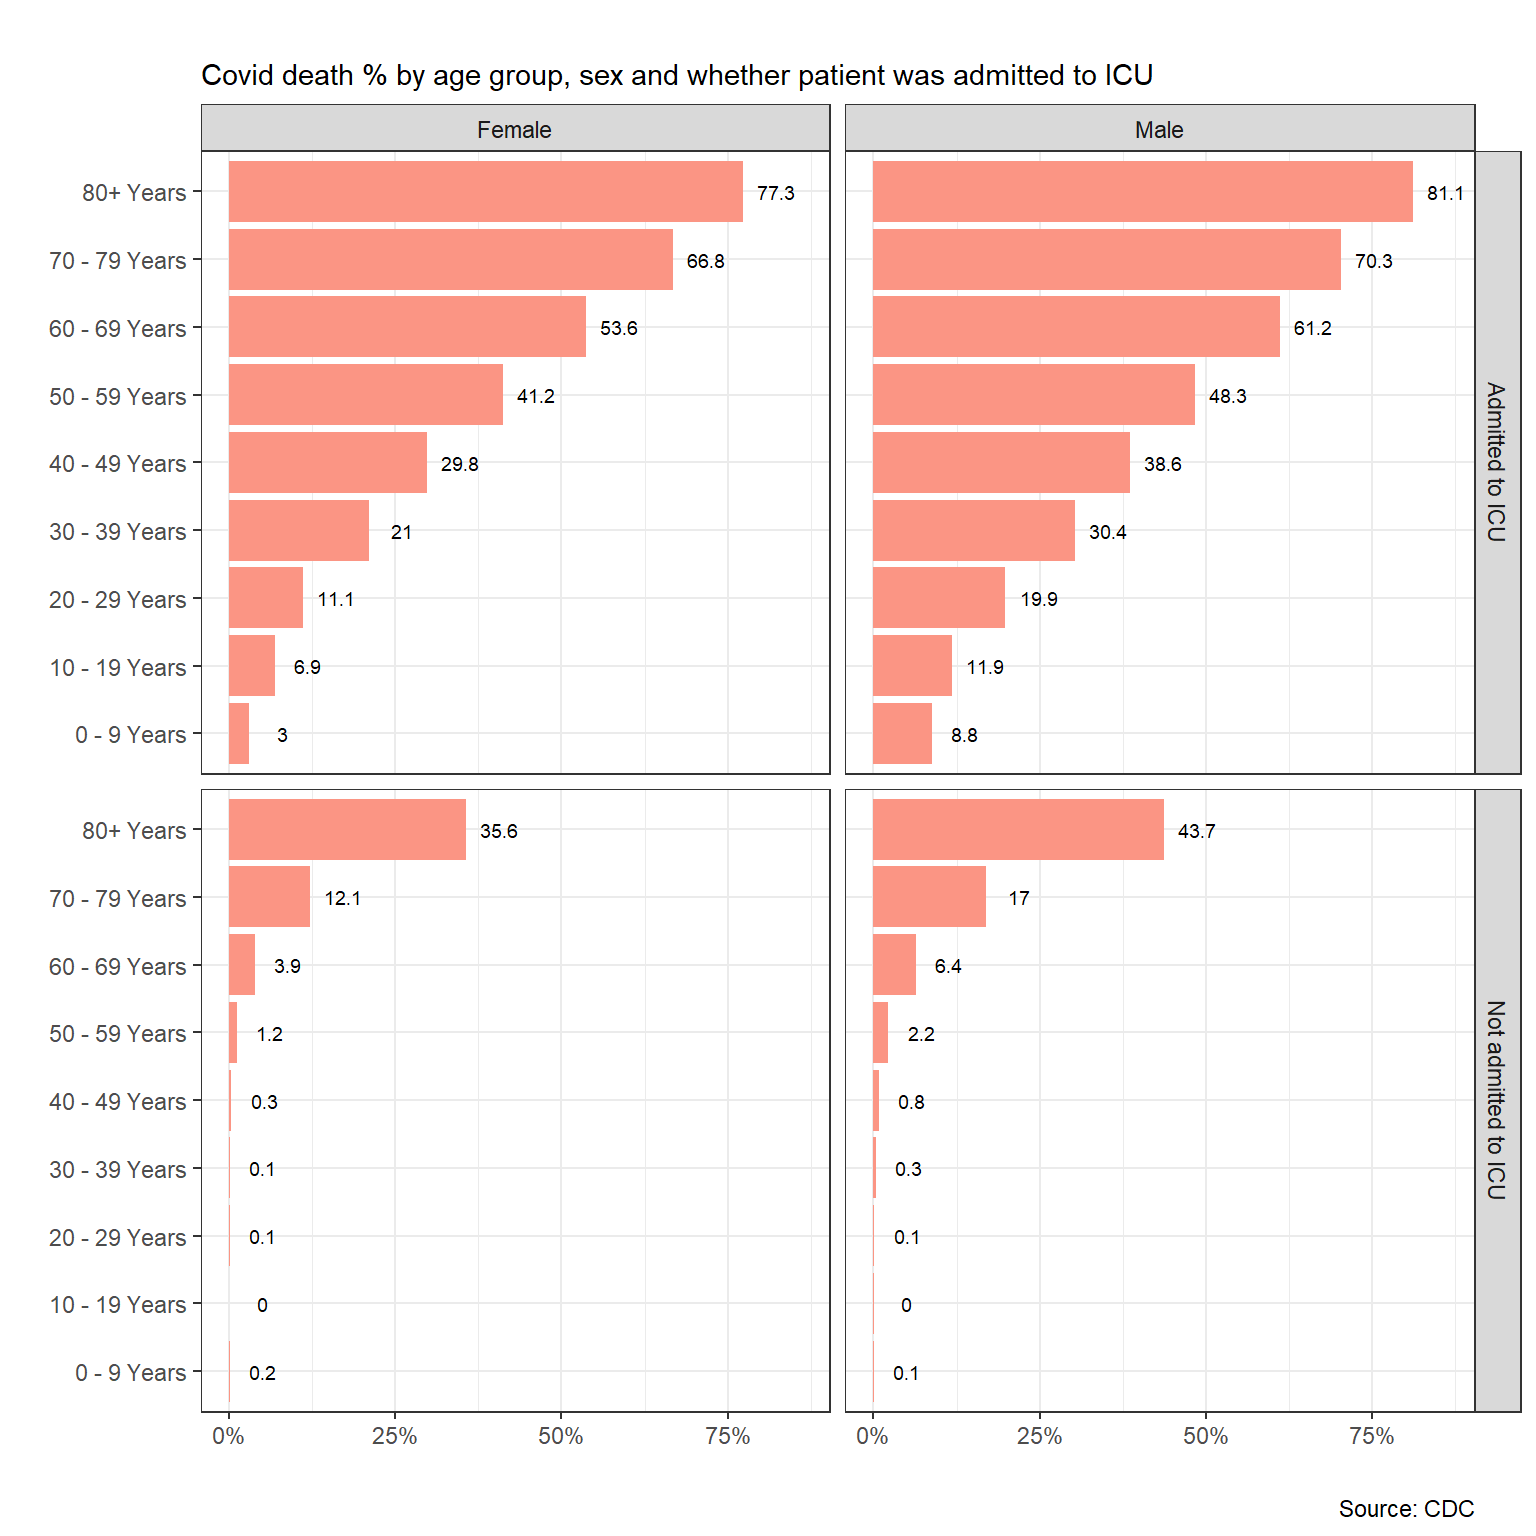 Covid death % by age group, sex and whether patient was admitted to ICU
Female
Male
80+ Years
77.3
81.1
70 - 79 Years
66.8
70.3
60 - 69 Years
53.6
61.2
50 - 59 Years
41.2
48.3
40 - 49 Years
29.8
38.6
30 - 39 Years
21
30.4
20 - 29 Years
11.1
19.9
10 - 19 Years
6.9
11.9
0 - 9 Years
3
8.8
Admitted to ICU
80+ Years
35.6
43.7
70 - 79 Years
12.1
17
60 - 69 Years
3.9
6.4
50 - 59 Years
1.2
2.2
40 - 49 Years
0.3
0.8
30 - 39 Years
0.1
0.3
20 - 29 Years
0.1
0.1
10 - 19 Years
0
0
0 - 9 Years
0.2
0.1
Not admitted to ICU
0% 25% 50% 75%
0% 25% 50% 75%
Source: CDC